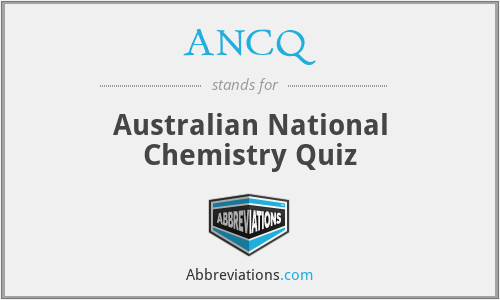 ANCQ
stands for
Australian National
Chemistry Quiz
ABBREVIATIONS
Abbreviations.com